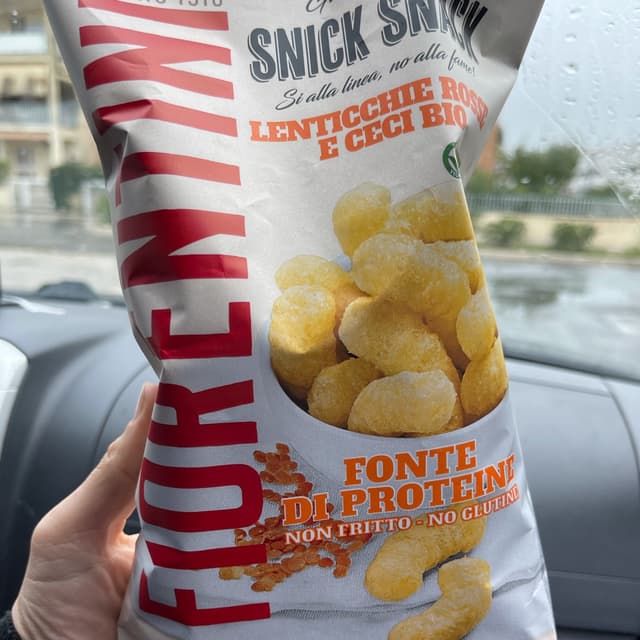 FIORENTINI
SNICK SNACK
Sì alla linea, no alla fame!
LENTICCHIE ROSSE
E CECI BIO
FONTE
DI PROTEINE
NON FRITTO - NO GLUTINE